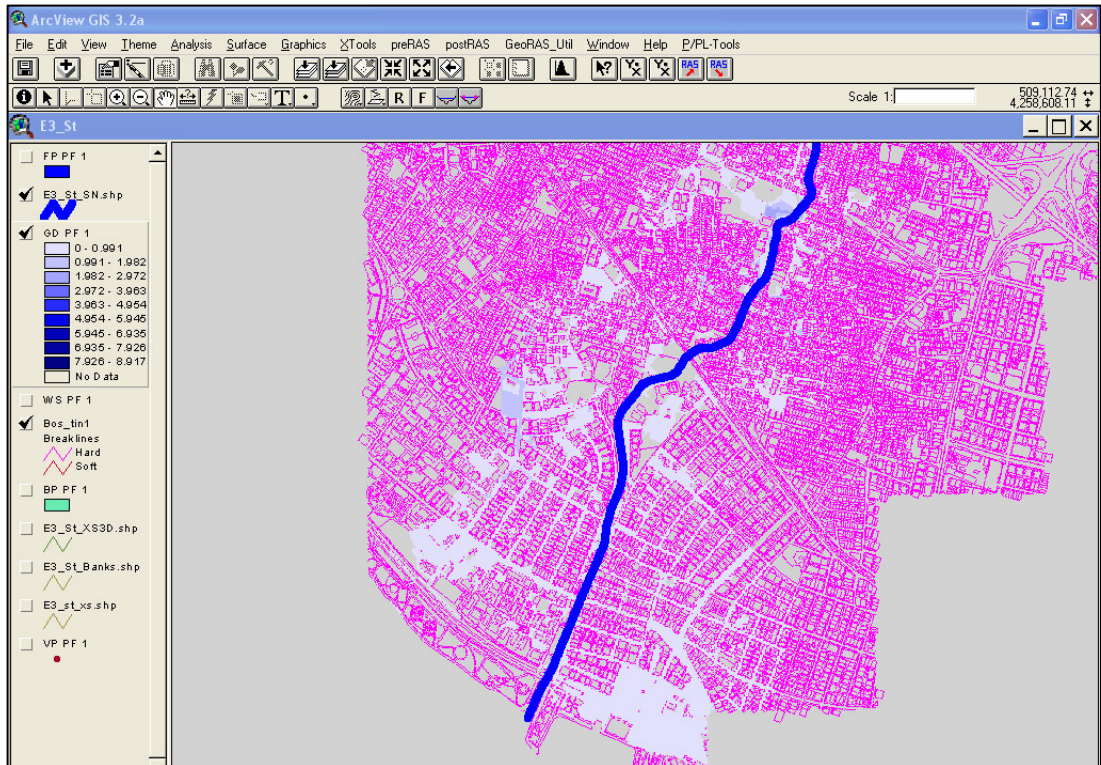 ArcView GIS 3.2a
File Edit View Theme Analysis Surface Graphics XTools preRAS postRAS GeoRAS_Util Window Help P/PL-Tools
RAS RAS
T R F Scale 1: 509,112.74
4,258,608.11
E3_St
FP PF 1
E3_St_SN.shp
GD PF 1
0 - 0.991
0.991 - 1.982
1.982 - 2.972
2.972 - 3.963
3.963 - 4.954
4.954 - 5.945
5.945 - 6.935
6.935 - 7.926
7.926 - 8.917
No Data
WS PF 1
Bos_tin1
Breaklines
Hard
Soft
BP PF 1
E3_St_XS3D.shp
E3_St_Banks.shp
E3_st_xs.shp
VP PF 1